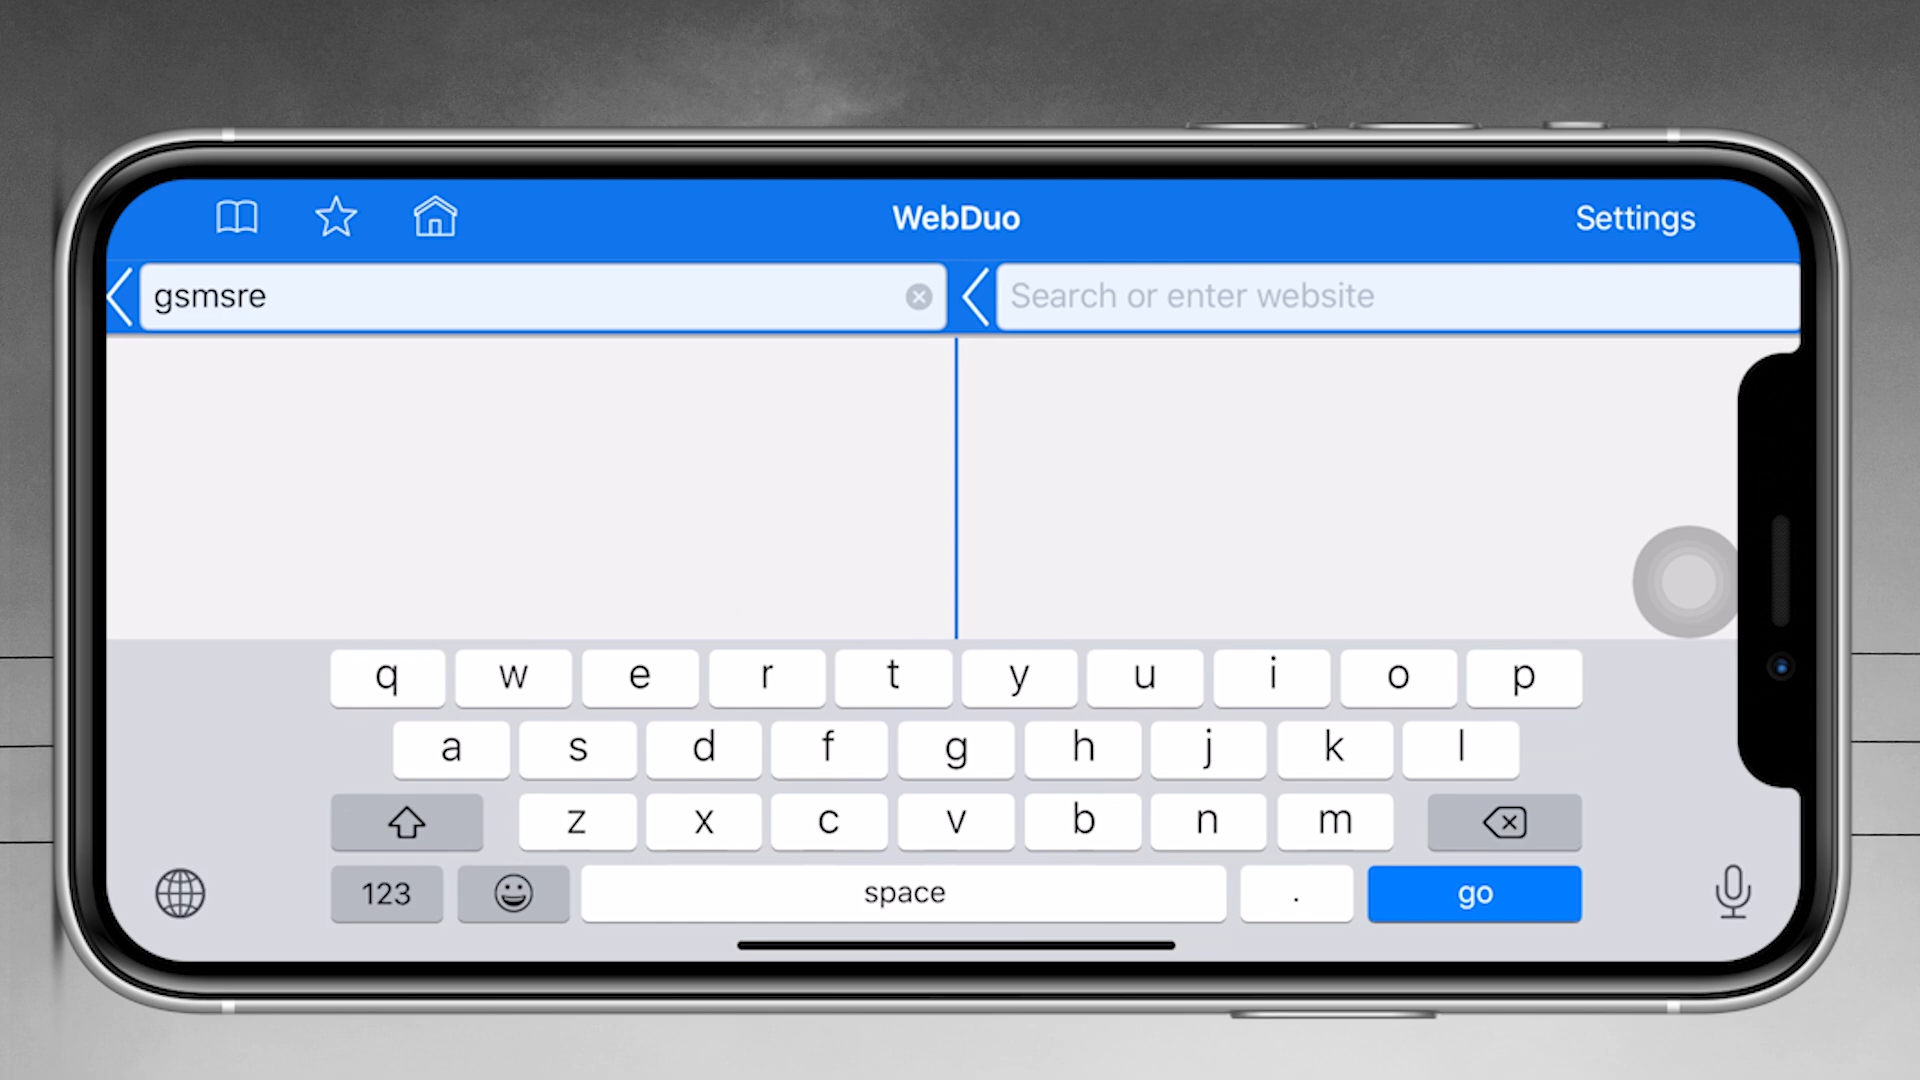 WebDuo
Settings
gsmsre
Search or enter website
q w e r t y u i o p
a s d f g h j k l
z x c v b n m
123 space . go